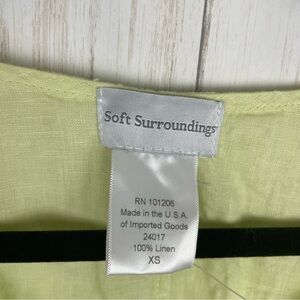 Soft Surroundings
RN 101206
Made in the U.S.A.
of Imported Goods
24017
100% Linen
XS